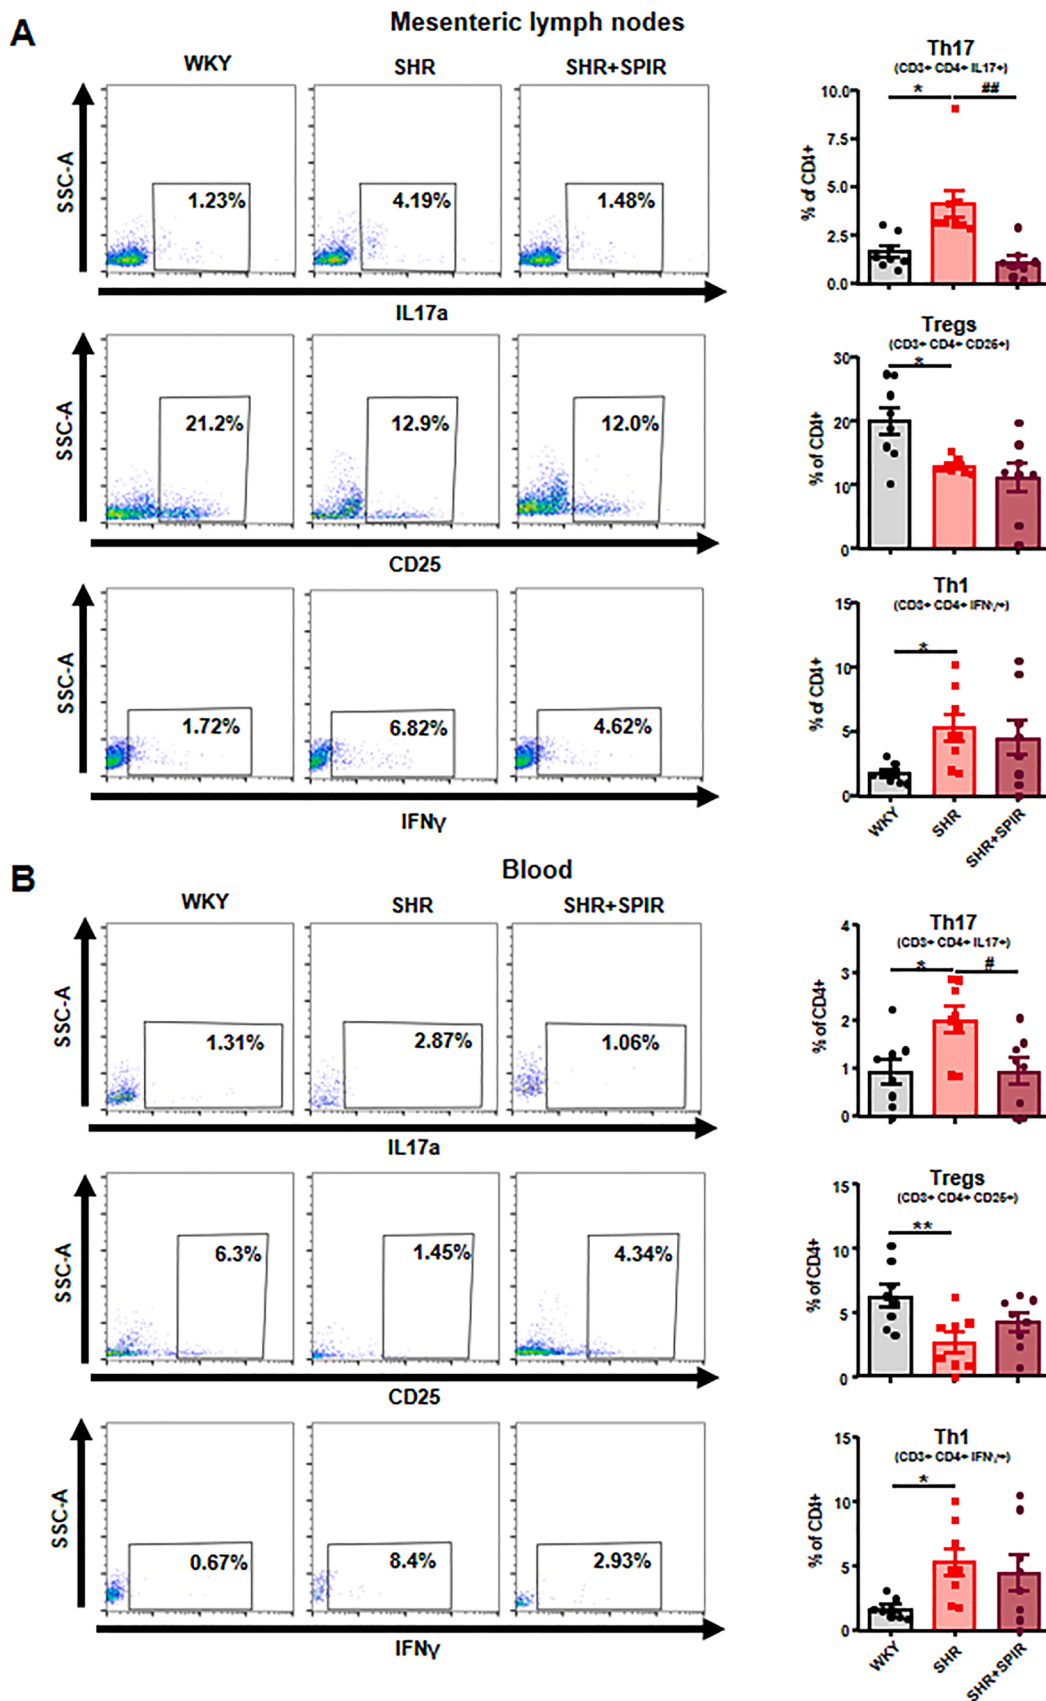 A
Mesenteric lymph nodes
WKY
SHR
SHR+SPIR
SSC-A
1.23%
4.19%
1.48%
IL17a
Th17
(CD3+ CD4+ IL17+)
% of CD4+
10.0
7.5
5.0
2.5
0.0
*
##
SSC-A
21.2%
12.9%
12.0%
CD25
Tregs
(CD3+ CD4+ CD25+)
% of CD4+
30
20
10
0
*
SSC-A
1.72%
6.82%
4.62%
IFNγ
Th1
(CD3+ CD4+ IFNγ+)
% of CD4+
15
10
5
0
*
WKY
SHR
SHR+SPIR
B
Blood
WKY
SHR
SHR+SPIR
SSC-A
1.31%
2.87%
1.06%
IL17a
Th17
(CD3+ CD4+ IL17+)
% of CD4+
4
3
2
1
0
*
#
SSC-A
6.3%
1.45%
4.34%
CD25
Tregs
(CD3+ CD4+ CD25+)
% of CD4+
15
10
5
0
**
SSC-A
0.67%
8.4%
2.93%
IFNγ
Th1
(CD3+ CD4+ IFNγ+)
% of CD4+
15
10
5
0
*
WKY
SHR
SHR+SPIR